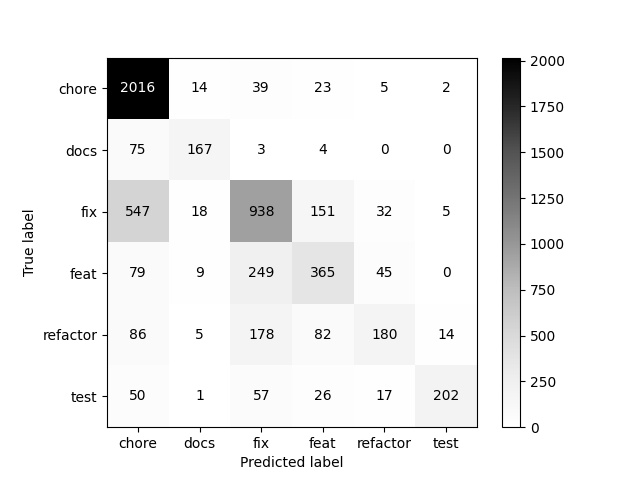 chore 2016 14 39 23 5 2
docs 75 167 3 4 0 0
fix 547 18 938 151 32 5
feat 79 9 249 365 45 0
refactor 86 5 178 82 180 14
test 50 1 57 26 17 202
chore docs fix feat refactor test
Predicted label
True label
2000
1750
1500
1250
1000
750
500
250
0